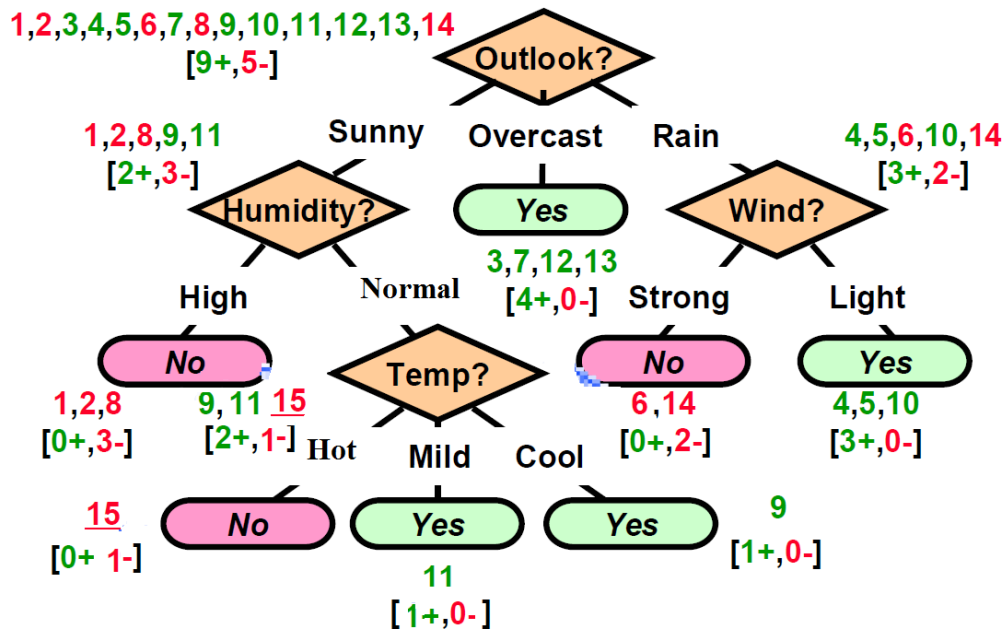 1,2,3,4,5,6,7,8,9,10,11,12,13,14
[9+,5-]
Outlook?
Sunny
Overcast
Rain
1,2,8,9,11
[2+,3-]
4,5,6,10,14
[3+,2-]
Humidity?
Yes
Wind?
3,7,12,13
[4+,0-]
High
Normal
Strong
Light
No
Temp?
No
Yes
1,2,8
[0+,3-]
9,11 15
[2+,1-]
6,14
[0+,2-]
4,5,10
[3+,0-]
Hot
Mild
Cool
15
[0+ 1-]
No
Yes
Yes
9
[1+,0-]
11
[ 1+,0-]